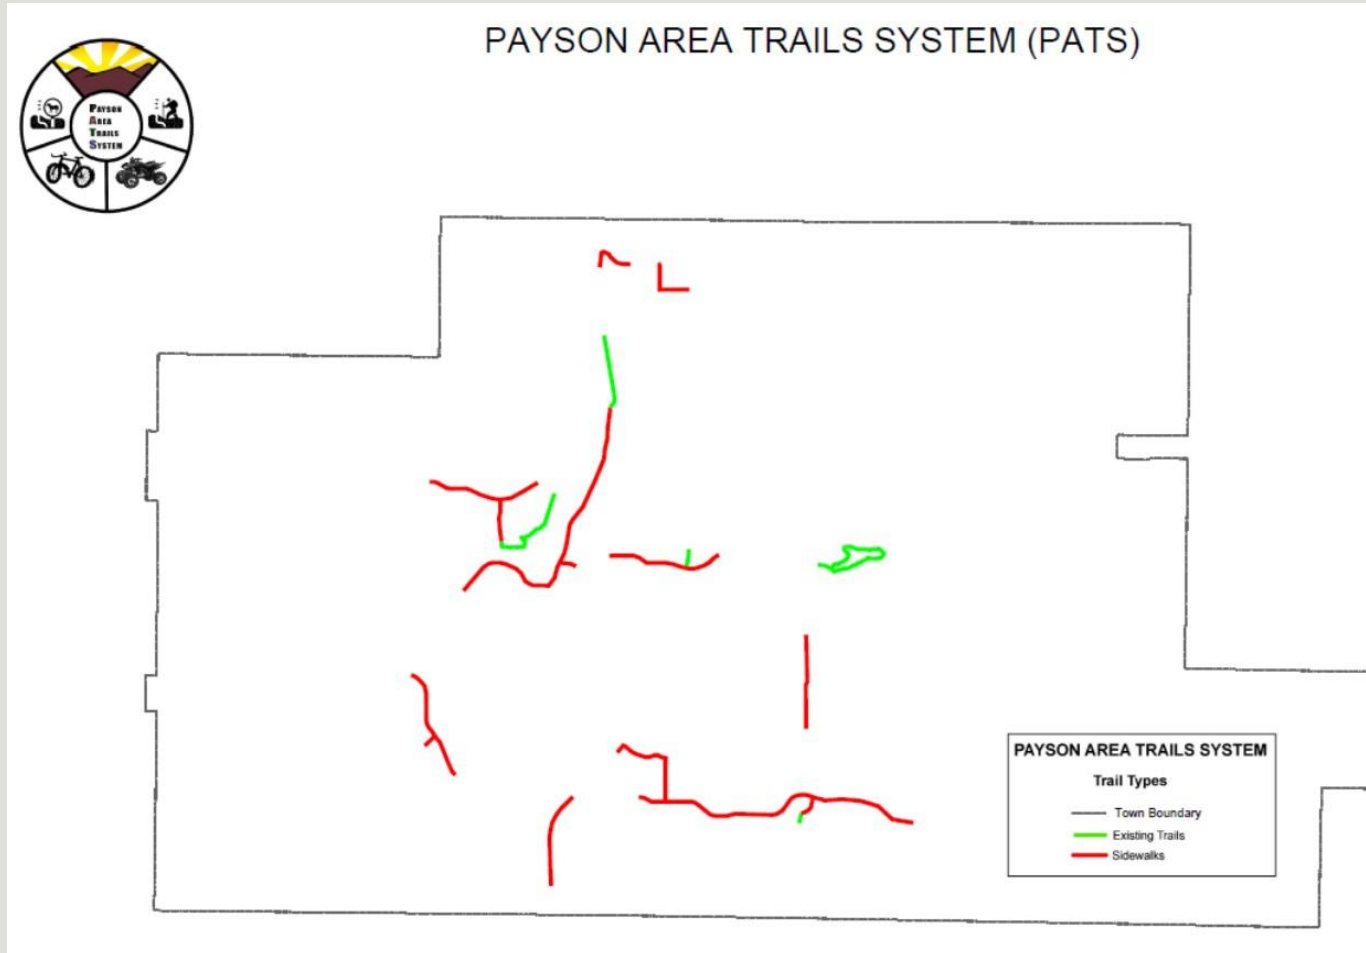 PAYSON AREA TRAILS SYSTEM (PATS)
PAYSON
AREA
TRAILS
SYSTEM
PAYSON AREA TRAILS SYSTEM
Trail Types
Town Boundary
Existing Trails
Sidewalks